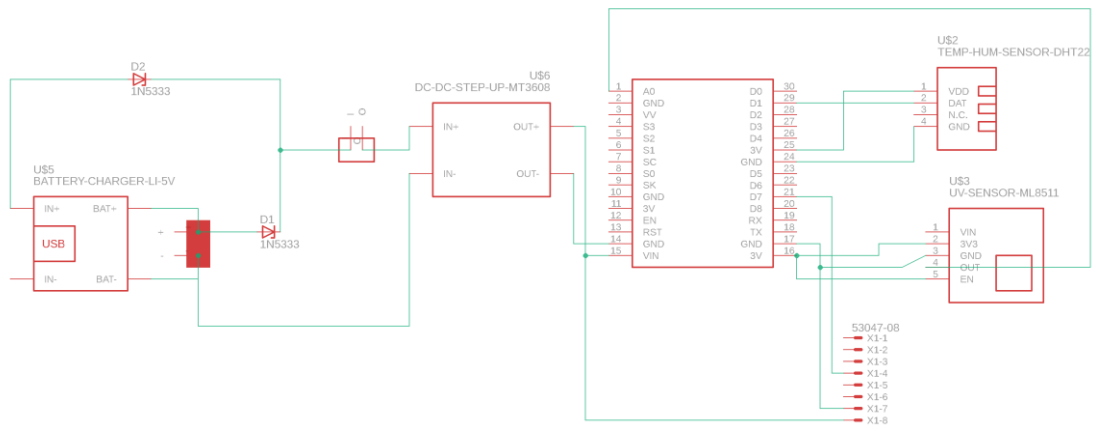 D2
1N5333
U$5
BATTERY-CHARGER-LI-5V
IN+
BAT+
USB
IN-
BAT-
+
-
D1
1N5333
I
O
U$6
DC-DC-STEP-UP-MT3608
IN+
OUT+
IN-
OUT-
1 A0 D0 30
2 GND D1 29
3 VV D2 28
4 S3 D3 27
5 S2 D4 26
6 S1 3V 25
7 SC GND 24
8 S0 D5 23
9 SK D6 22
10 GND D7 21
11 3V D8 20
12 EN RX 19
13 RST TX 18
14 GND GND 17
15 VIN 3V 16
U$2
TEMP-HUM-SENSOR-DHT22
1 VDD
2 DAT
3 N.C.
4 GND
U$3
UV-SENSOR-ML8511
1 VIN
2 3V3
3 GND
4 OUT
5 EN
53047-08
X1-1
X1-2
X1-3
X1-4
X1-5
X1-6
X1-7
X1-8